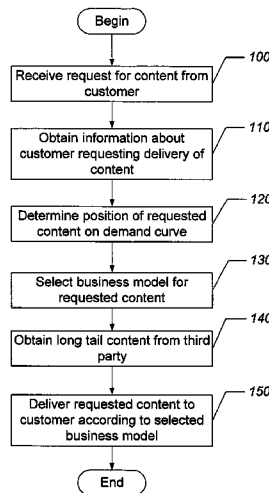 Begin
100
Receive request for content from
customer
110
Obtain information about
customer requesting delivery of
content
120
Determine position of requested
content on demand curve
130
Select business model for
requested content
140
Obtain long tail content from third
party
150
Deliver requested content to
customer according to selected
business model
End